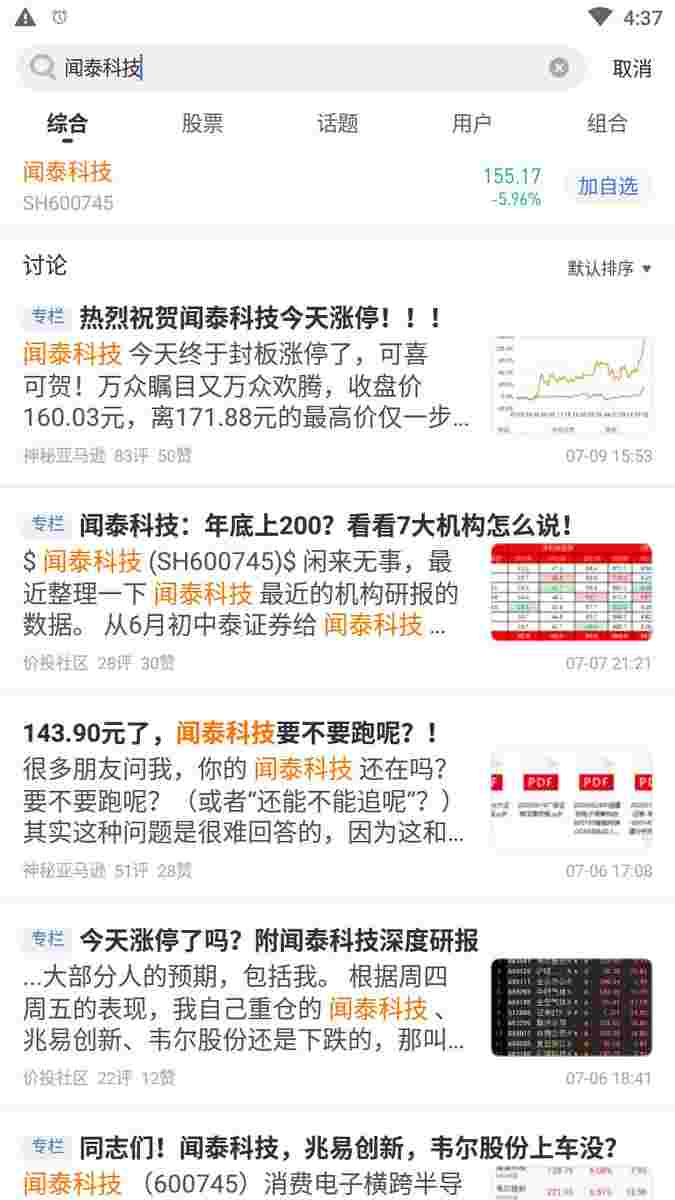 4:37
闻泰科技
取消
综合 股票 话题 用户 组合
闻泰科技
SH600745
155.17
-5.96%
加自选
讨论
默认排序
专栏 热烈祝贺闻泰科技今天涨停！！！
闻泰科技 今天终于封板涨停了，可喜
可贺！万众瞩目又万众欢腾，收盘价
160.03元，离171.88元的最高价仅一步...
神秘亚马逊 83评 50赞
07-09 15:53
专栏 闻泰科技：年底上200？看看7大机构怎么说！
$ 闻泰科技 (SH600745)$ 闲来无事，最
近整理一下 闻泰科技 最近的机构研报的
数据。 从6月初中泰证券给 闻泰科技 ...
价投社区 28评 30赞
07-07 21:21
143.90元了，闻泰科技要不要跑呢？！
很多朋友问我，你的 闻泰科技 还在吗？
要不要跑呢？（或者“还能不能追呢”？）
其实这种问题是很难回答的，因为这和...
神秘亚马逊 51评 28赞
07-06 17:08
PDF PDF
专栏 今天涨停了吗？附闻泰科技深度研报
...大部分人的预期，包括我。 根据周四
周五的表现，我自己重仓的 闻泰科技 、
兆易创新、韦尔股份还是下跌的，那叫...
价投社区 22评 12赞
07-06 18:41
专栏 同志们！闻泰科技，兆易创新，韦尔股份上车没？
闻泰科技 （600745）消费电子横跨半导